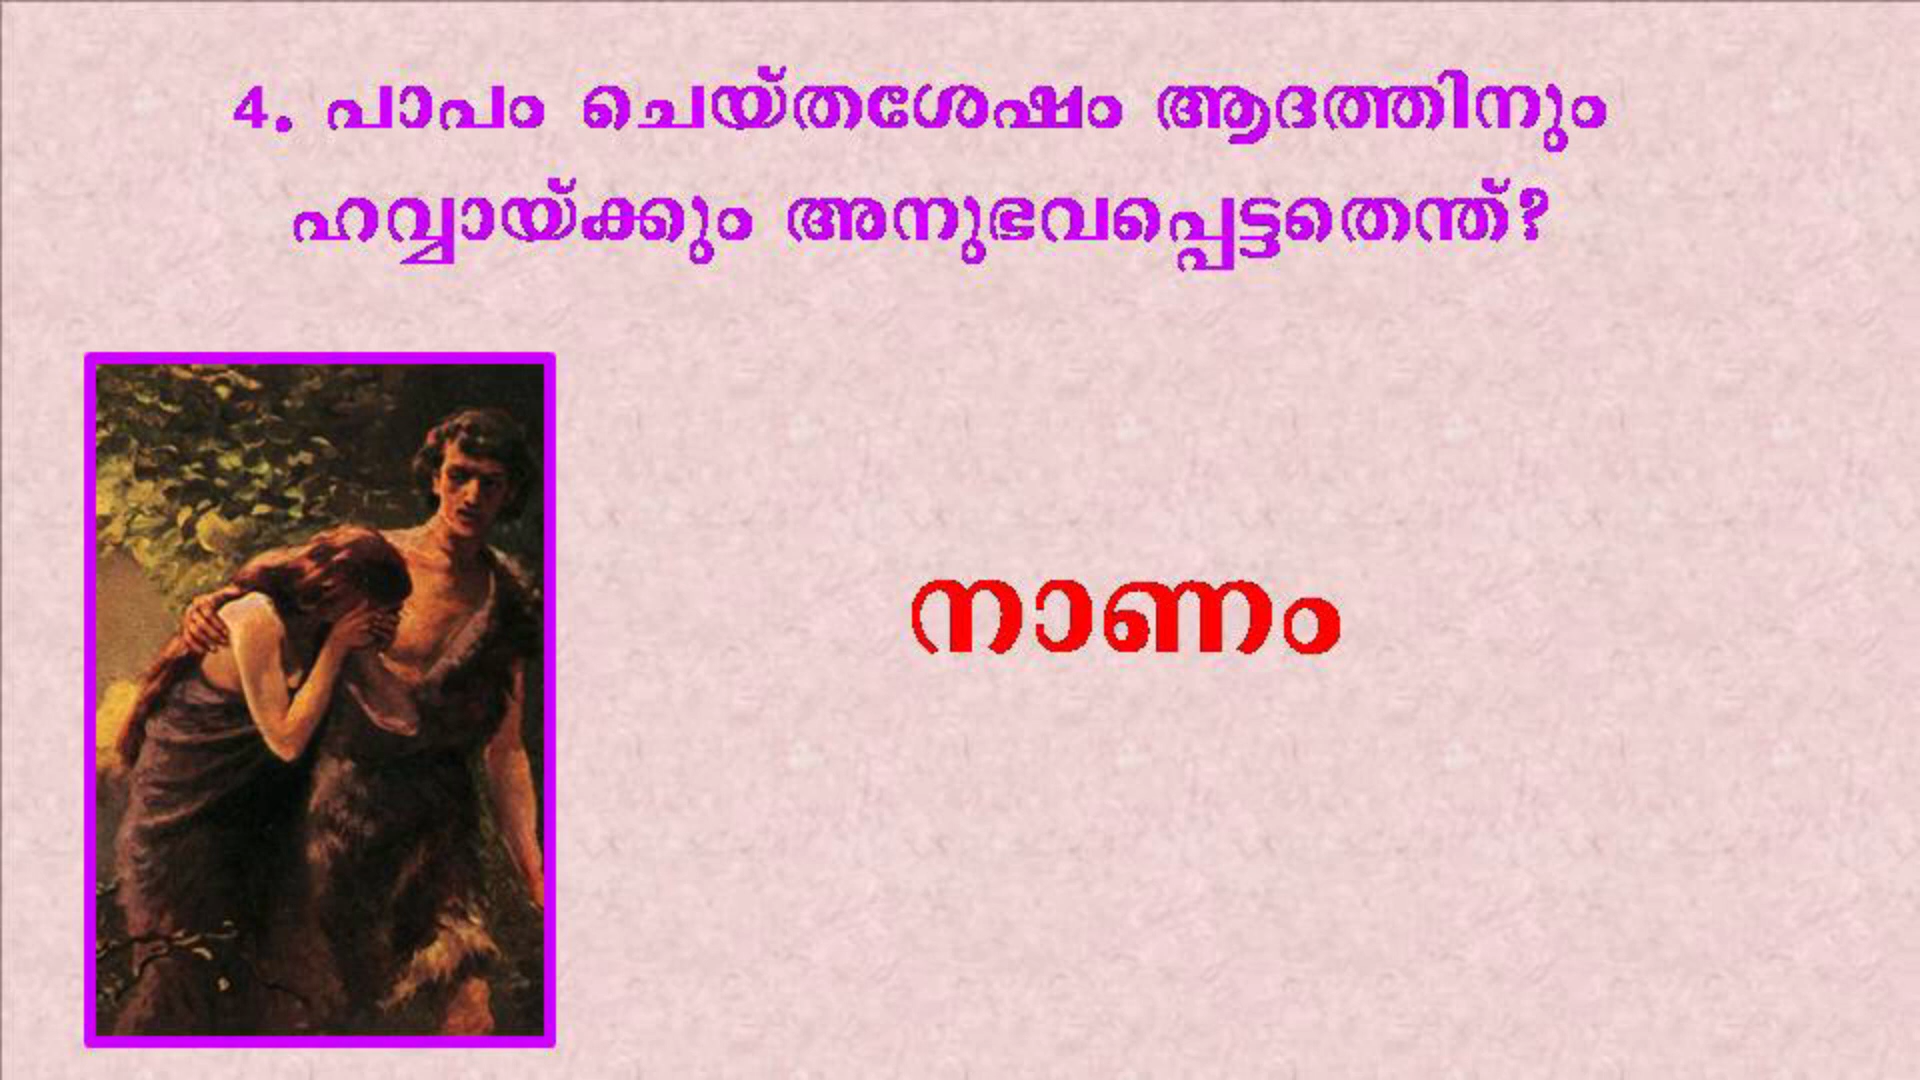 4. പാപം ചെയ്തശേഷം ആദത്തിനും
ഹവ്വായ്ക്കും അനുഭവപ്പെട്ടതെന്ത്?
നാണം